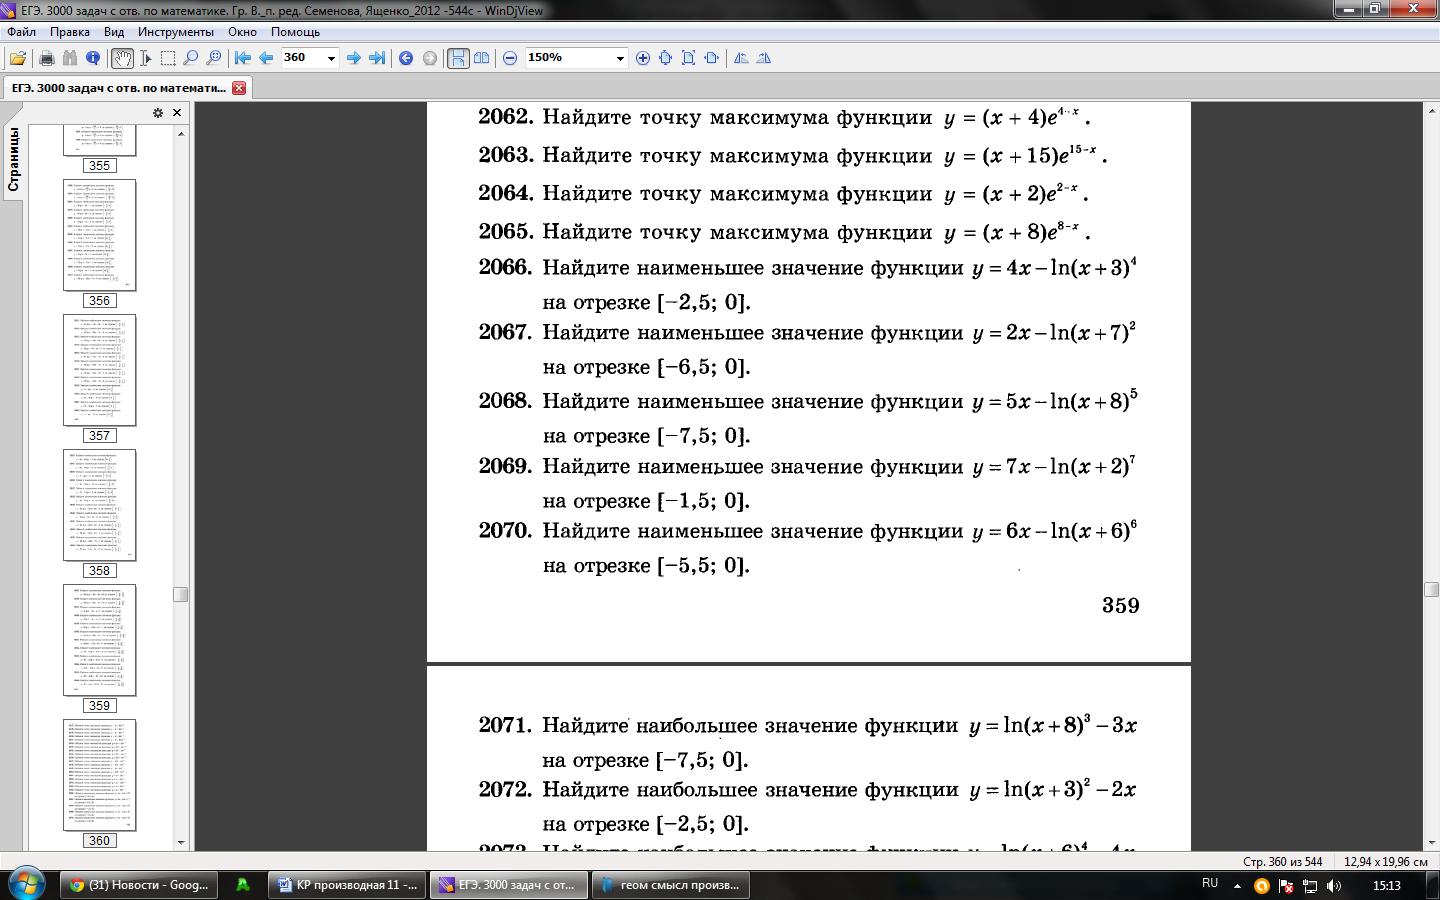 ЕГЭ. 3000 задач с отв. по математике. Гр. В._п. ред. Семенова, Ященко_2012 -544с - WinDjView
Файл Правка Вид Инструменты Окно Помощь
360 150%
ЕГЭ. 3000 задач с отв. по математи...
Страницы
355
356
357
358
359
360
2062. Найдите точку максимума функции y = (x + 4)e^{4-x}.
2063. Найдите точку максимума функции y = (x + 15)e^{15-x}.
2064. Найдите точку максимума функции y = (x + 2)e^{2-x}.
2065. Найдите точку максимума функции y = (x + 8)e^{8-x}.
2066. Найдите наименьшее значение функции y = 4x – ln(x + 3)^4
на отрезке [–2,5; 0].
2067. Найдите наименьшее значение функции y = 2x – ln(x + 7)^2
на отрезке [–6,5; 0].
2068. Найдите наименьшее значение функции y = 5x – ln(x + 8)^5
на отрезке [–7,5; 0].
2069. Найдите наименьшее значение функции y = 7x – ln(x + 2)^7
на отрезке [–1,5; 0].
2070. Найдите наименьшее значение функции y = 6x – ln(x + 6)^6
на отрезке [–5,5; 0].
359
2071. Найдите наибольшее значение функции y = ln(x + 8)^3 – 3x
на отрезке [–7,5; 0].
2072. Найдите наибольшее значение функции y = ln(x + 3)^2 – 2x
на отрезке [–2,5; 0].
Стр. 360 из 544 12,94 x 19,96 см
(31) Новости - Goog... КР производная 11 -... ЕГЭ. 3000 задач с от... геом смысл произв... RU 15:13